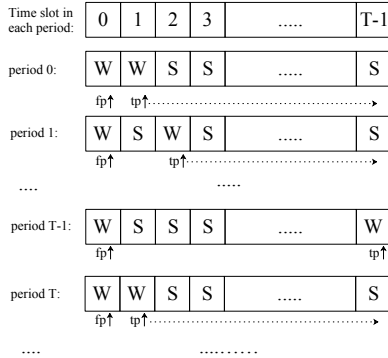 Time slot in each period: 0 1 2 3 ..... T-1
period 0: W W S S ..... S
fp tp
period 1: W S W S ..... S
fp tp
.... .....
period T-1: W S S S ..... W
fp tp
period T: W W S S ..... S
fp tp
.... ...........